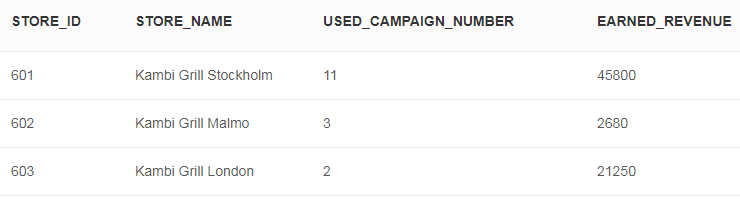 STORE_ID STORE_NAME USED_CAMPAIGN_NUMBER EARNED_REVENUE
601 Kambi Grill Stockholm 11 45800
602 Kambi Grill Malmo 3 2680
603 Kambi Grill London 2 21250